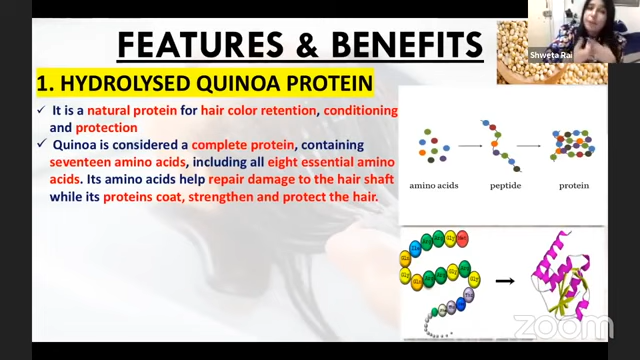 FEATURES & BENEFITS
Shweta Rai
1. HYDROLYSED QUINOA PROTEIN
✓ It is a natural protein for hair color retention, conditioning
and protection
✓ Quinoa is considered a complete protein, containing
seventeen amino acids, including all eight essential amino
acids. Its amino acids help repair damage to the hair shaft
while its proteins coat, strengthen and protect the hair.
amino acids
peptide
protein
zoom